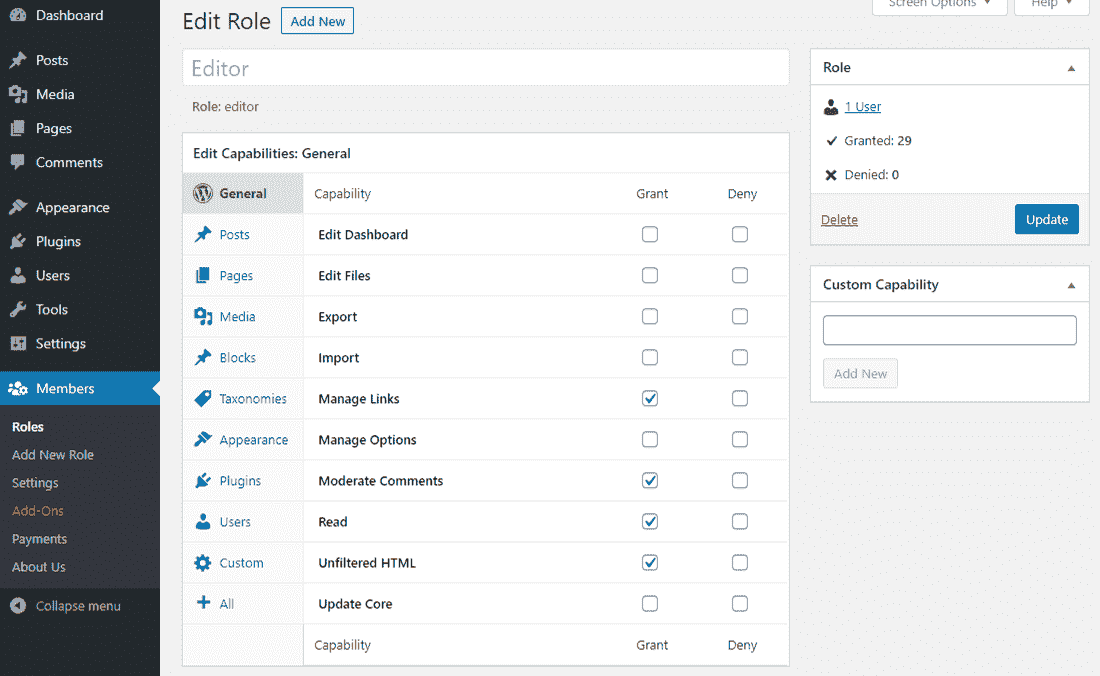 Dashboard
Posts
Media
Pages
Comments
Appearance
Plugins
Users
Tools
Settings
Members
Roles
Add New Role
Settings
Add-Ons
Payments
About Us
Collapse menu
Edit Role Add New
Screen Options Help
Editor
Role: editor
Edit Capabilities: General
General Capability Grant Deny
Posts Edit Dashboard
Pages Edit Files
Media Export
Blocks Import
Taxonomies Manage Links
Appearance Manage Options
Plugins Moderate Comments
Users Read
Custom Unfiltered HTML
All Update Core
Capability Grant Deny
Role
1 User
Granted: 29
Denied: 0
Delete Update
Custom Capability
Add New